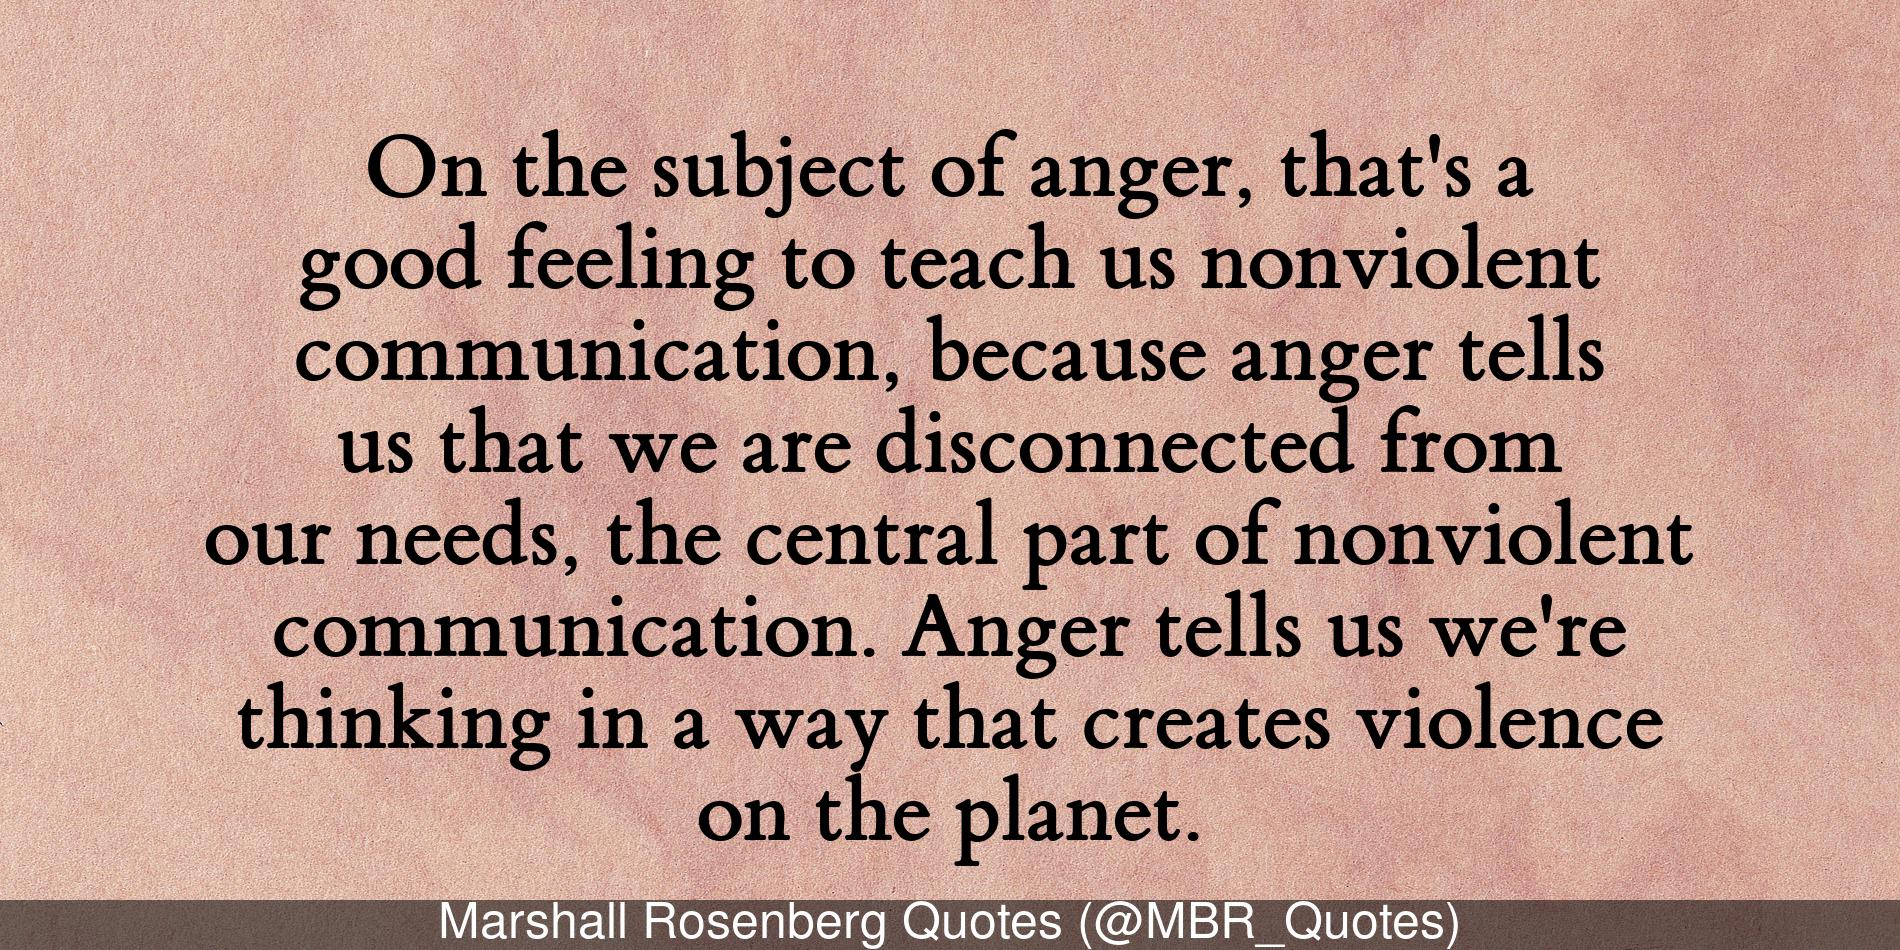 On the subject of anger, that's a
good feeling to teach us nonviolent
communication, because anger tells
us that we are disconnected from
our needs, the central part of nonviolent
communication. Anger tells us we're
thinking in a way that creates violence
on the planet.
Marshall Rosenberg Quotes (@MBR_Quotes)